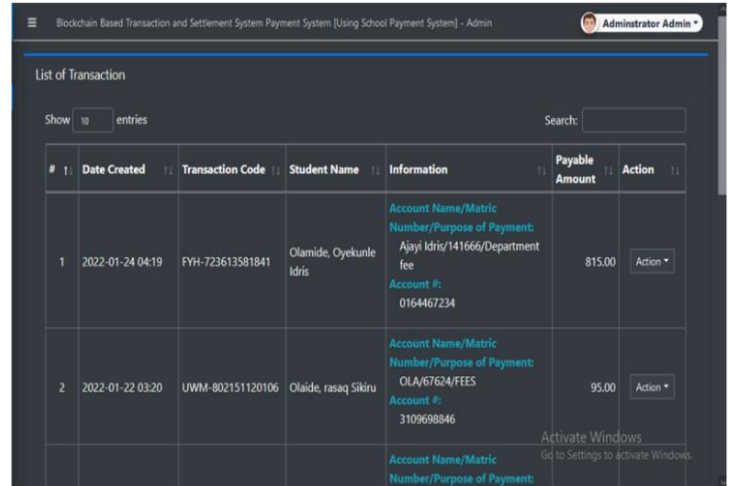 Blockchain Based Transaction and Settlement System Payment System [Using School Payment System] - Admin
Adminstrator Admin
List of Transaction
Show 10 entries
Search:
# Date Created Transaction Code Student Name Information Payable Amount Action
Account Name/Matric
Number/Purpose of Payment:
Ajayi Idris/141666/Department
fee
Account #:
0164467234
1 2022-01-24 04:19 FYH-723613581841 Olamide, Oyekunle Idris 815.00 Action
Account Name/Matric
Number/Purpose of Payment:
OLA/67624/FEES
Account #:
3109698846
2 2022-01-22 03:20 UWM-802151120106 Olaide, rasaq Sikiru 95.00 Action
Activate Windows
Go to Settings to activate Windows.
Account Name/Matric
Number/Purpose of Payment: